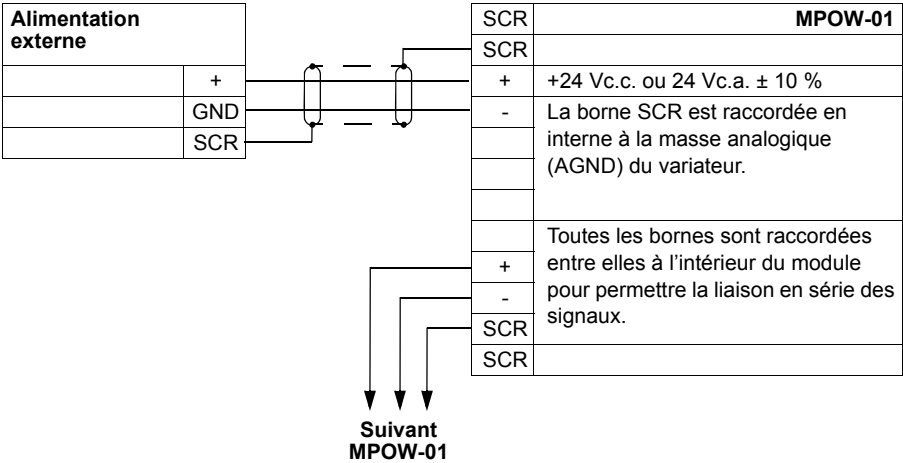 Alimentation
externe
+
GND
SCR
SCR MPOW-01
SCR
+ +24 Vc.c. ou 24 Vc.a. ± 10 %
- La borne SCR est raccordée en
interne à la masse analogique
(AGND) du variateur.
Toutes les bornes sont raccordées
+ entre elles à l’intérieur du module
- pour permettre la liaison en série des
signaux.
SCR
SCR
Suivant
MPOW-01